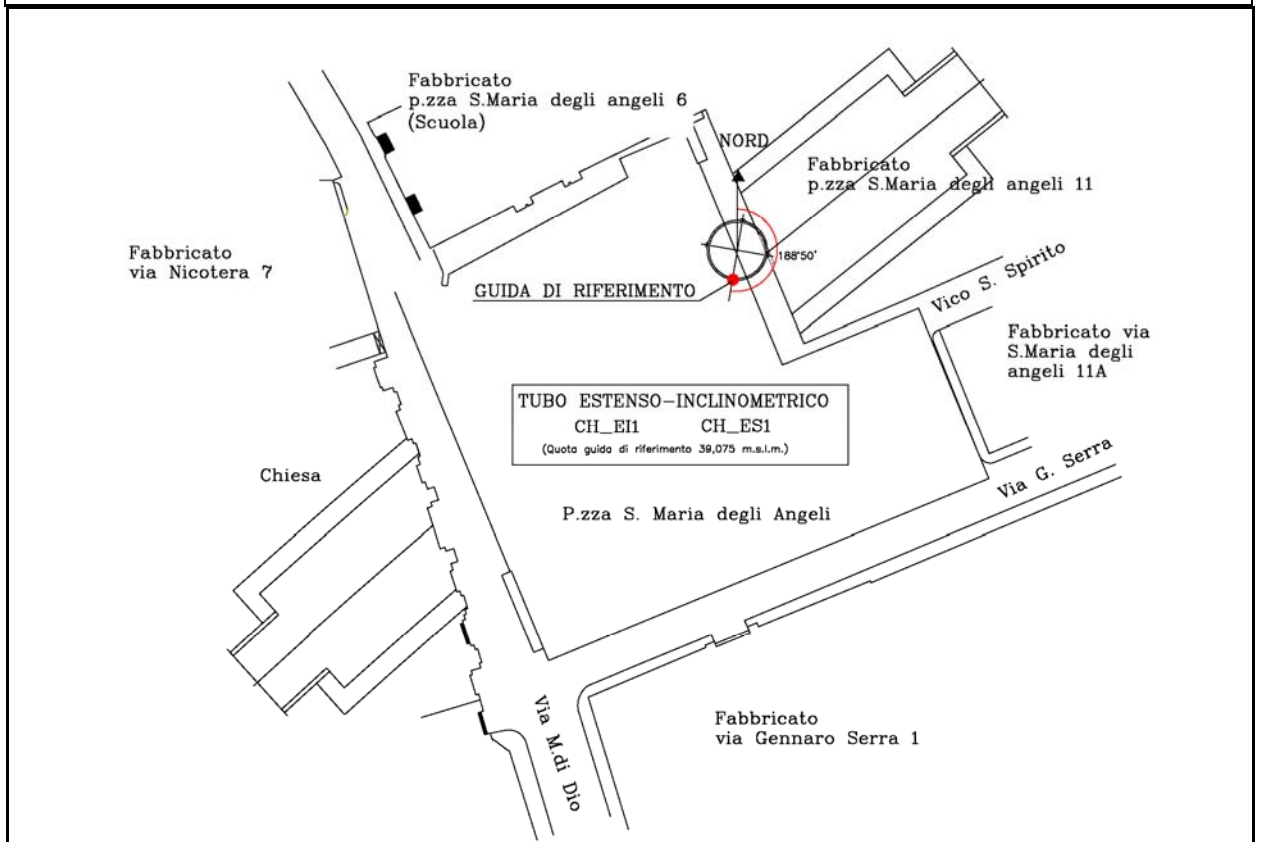 Fabbricato
p.zza S.Maria degli angeli 6
(Scuola)
NORD
Fabbricato
p.zza S.Maria degli angeli 11
Fabbricato
via Nicotera 7
188°50'
GUIDA DI RIFERIMENTO
Vico S. Spirito
Fabbricato via
S.Maria degli
angeli 11A
TUBO ESTENSO-INCLINOMETRICO
CH_EI1 CH_ES1
(Quota guida di riferimento 39,075 m.s.l.m.)
Chiesa
Via G. Serra
P.zza S. Maria degli Angeli
Via M.di Dio
Fabbricato
via Gennaro Serra 1